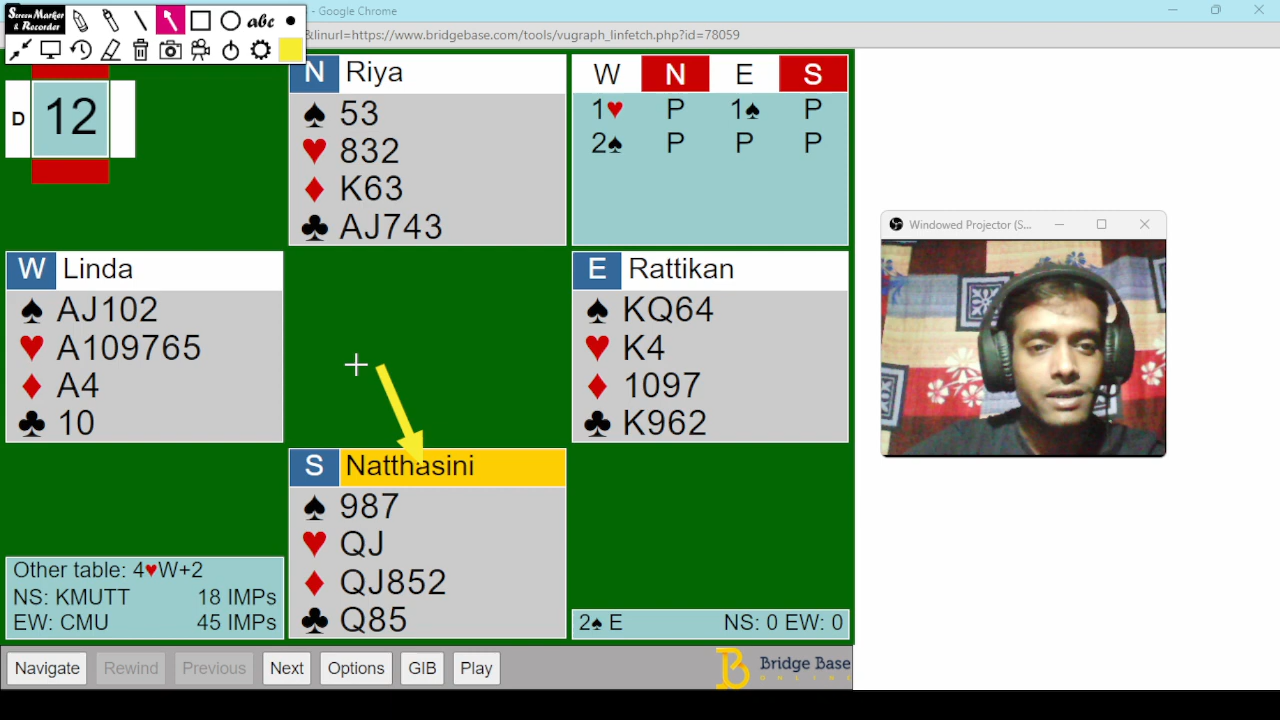 Screen Marker
& Recorder
abc
- Google Chrome
&linurl=https://www.bridgebase.com/tools/vugraph_linfetch.php?id=78059
D 12
N Riya
♠ 53
♥ 832
♦ K63
♣ AJ743
W N E S
1♥ P 1♠ P
2♠ P P P
Windowed Projector (S...
W Linda
♠ AJ102
♥ A109765
♦ A4
♣ 10
E Rattikan
♠ KQ64
♥ K4
♦ 1097
♣ K962
S Natthasini
♠ 987
♥ QJ
♦ QJ852
♣ Q85
Other table: 4♥W+2
NS: KMUTT 18 IMPs
EW: CMU 45 IMPs
2♠ E NS: 0 EW: 0
Navigate Rewind Previous Next Options GIB Play
Bridge Base
ONLINE